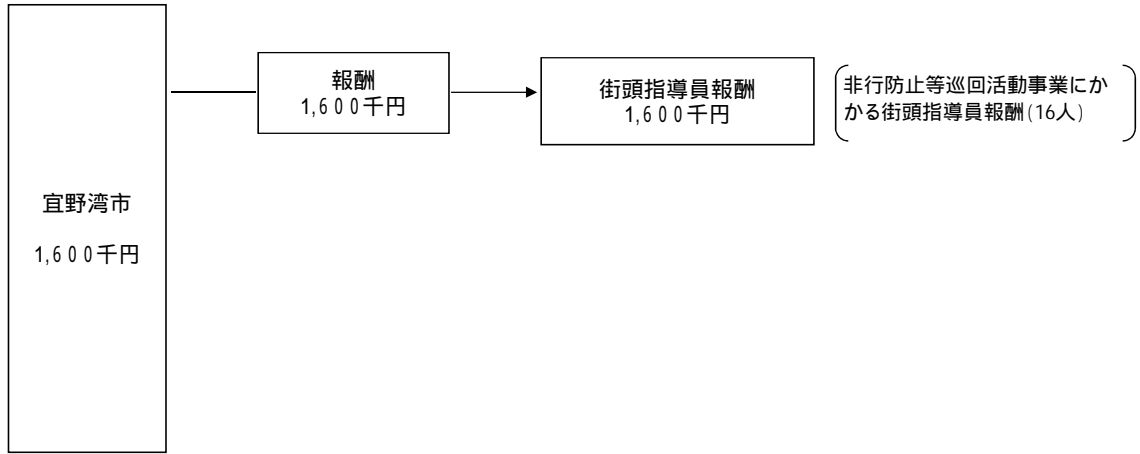 宜野湾市
1,600千円
報酬
1,600千円
街頭指導員報酬
1,600千円
非行防止等巡回活動事業にか
かる街頭指導員報酬(16人)